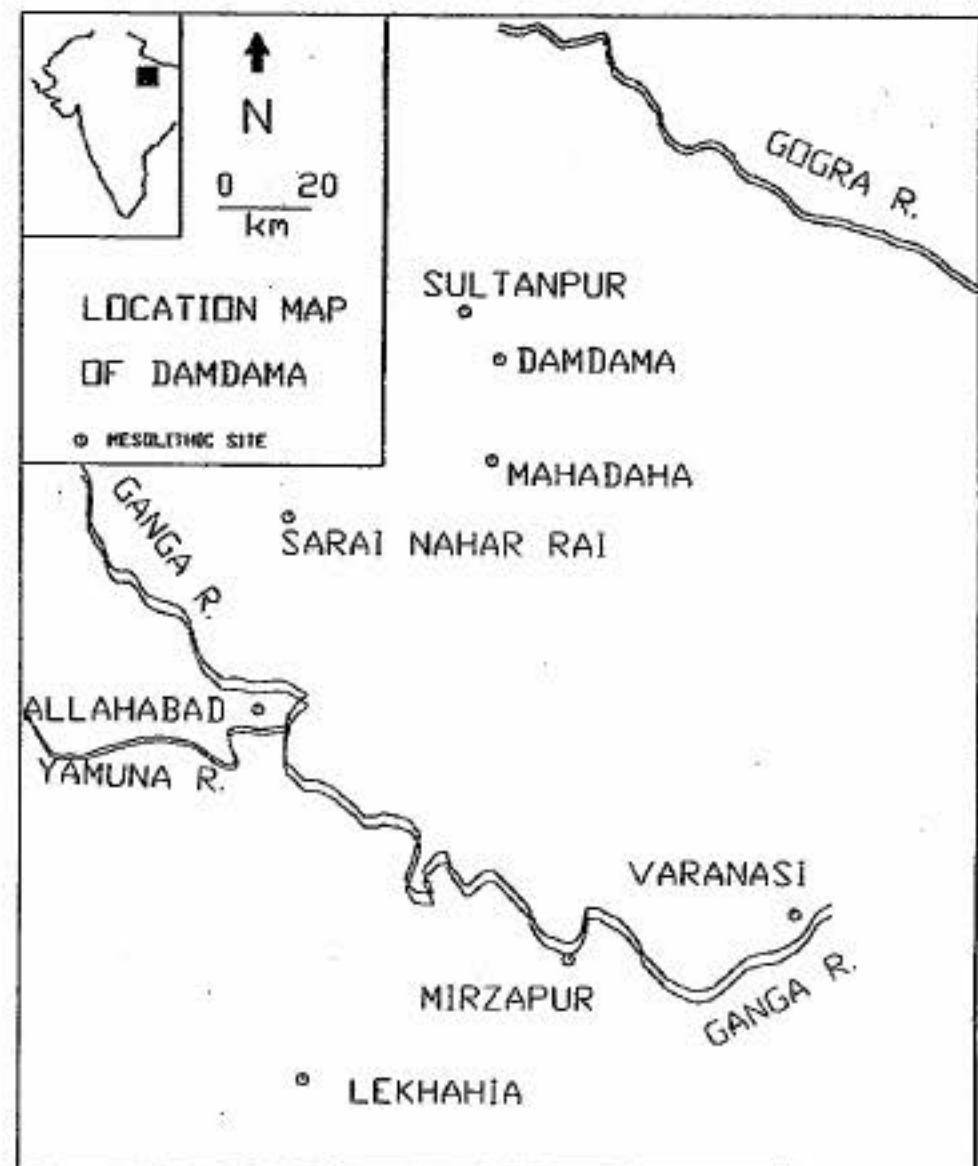 N
0 20
km
LOCATION MAP
OF DAMDAMA
MESOLITHIC SITE
GOGRA R.
SULTANPUR
DAMDAMA
MAHADAHA
GANGA R.
SARAI NAHAR RAI
ALLAHABAD
YAMUNA R.
VARANASI
MIRZAPUR
GANGA R.
LEKHAHIA